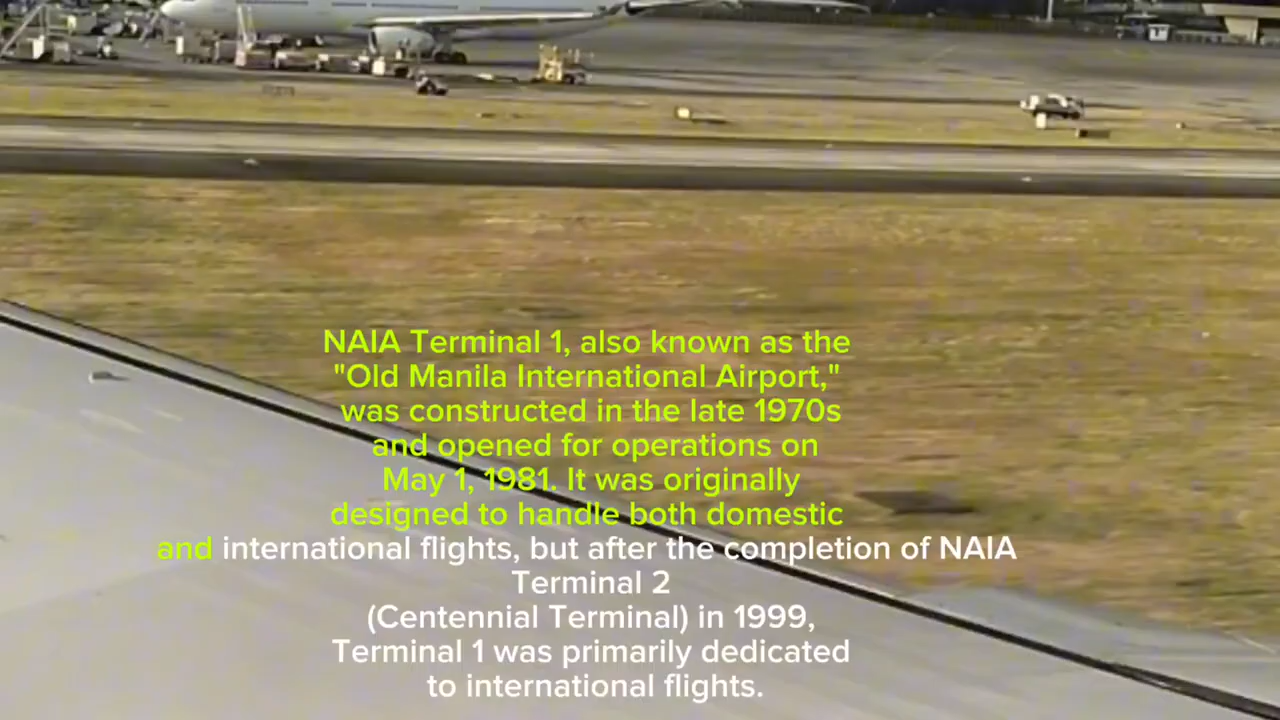 NAIA Terminal 1, also known as the
"Old Manila International Airport,"
was constructed in the late 1970s
and opened for operations on
May 1, 1981. It was originally
designed to handle both domestic
and international flights, but after the completion of NAIA
Terminal 2
(Centennial Terminal) in 1999,
Terminal 1 was primarily dedicated
to international flights.